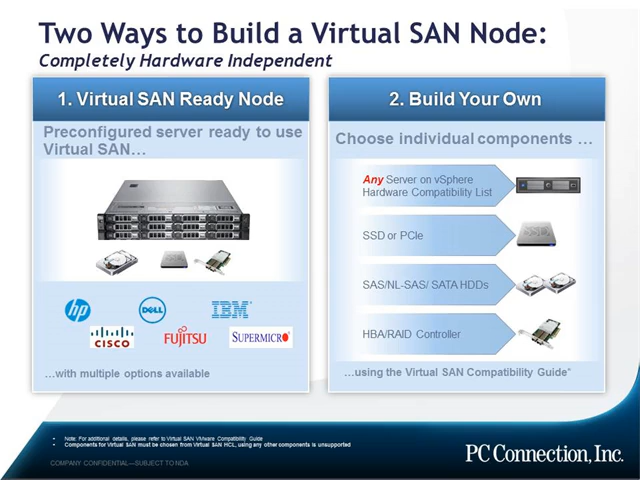 Two Ways to Build a Virtual SAN Node:
Completely Hardware Independent
1. Virtual SAN Ready Node
Preconfigured server ready to use
Virtual SAN…
hp
DELL
IBM
CISCO
FUJITSU
SUPERMICRO
…with multiple options available
2. Build Your Own
Choose individual components …
Any Server on vSphere
Hardware Compatibility List
SSD or PCIe
SAS/NL-SAS/ SATA HDDs
HBA/RAID Controller
…using the Virtual SAN Compatibility Guide*
• Note: For additional details, please refer to Virtual SAN VMware Compatibility Guide
• Components for Virtual SAN must be chosen from Virtual SAN HCL, using any other components is unsupported
COMPANY CONFIDENTIAL—SUBJECT TO NDA
PC Connection, Inc.